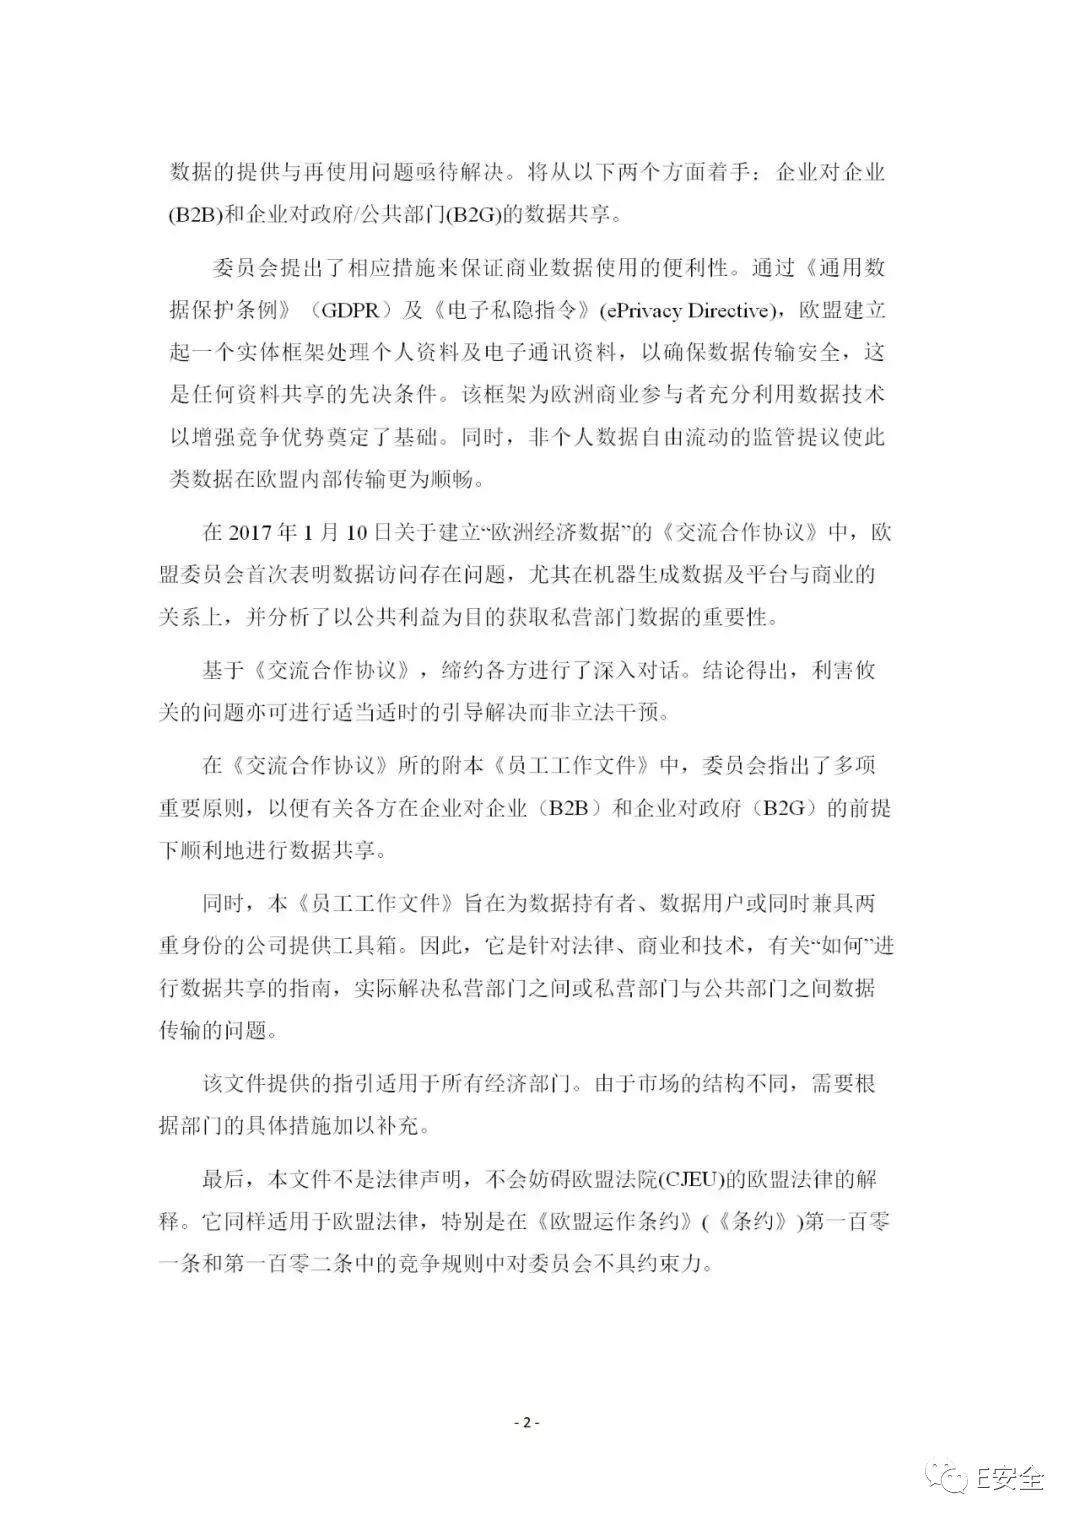 数据的提供与再使用问题亟待解决。将从以下两个方面着手：企业对企业
(B2B)和企业对政府/公共部门(B2G)的数据共享。
委员会提出了相应措施来保证商业数据使用的便利性。通过《通用数
据保护条例》（GDPR）及《电子私隐指令》(ePrivacy Directive)，欧盟建立
起一个实体框架处理个人资料及电子通讯资料，以确保数据传输安全，这
是任何资料共享的先决条件。该框架为欧洲商业参与者充分利用数据技术
以增强竞争优势奠定了基础。同时，非个人数据自由流动的监管提议使此
类数据在欧盟内部传输更为顺畅。
在 2017 年 1 月 10 日关于建立“欧洲经济数据”的《交流合作协议》中，欧
盟委员会首次表明数据访问存在问题，尤其在机器生成数据及平台与商业的
关系上，并分析了以公共利益为目的获取私营部门数据的重要性。
基于《交流合作协议》，缔约各方进行了深入对话。结论得出，利害攸
关的问题亦可进行适当适时的引导解决而非立法干预。
在《交流合作协议》所的附本《员工工作文件》中，委员会指出了多项
重要原则，以便有关各方在企业对企业（B2B）和企业对政府（B2G）的前提
下顺利地进行数据共享。
同时，本《员工工作文件》旨在为数据持有者、数据用户或同时兼具两
重身份的公司提供工具箱。因此，它是针对法律、商业和技术，有关“如何”进
行数据共享的指南，实际解决私营部门之间或私营部门与公共部门之间数据
传输的问题。
该文件提供的指引适用于所有经济部门。由于市场的结构不同，需要根
据部门的具体措施加以补充。
最后，本文件不是法律声明，不会妨碍欧盟法院(CJEU)的欧盟法律的解
释。它同样适用于欧盟法律，特别是在《欧盟运作条约》(《条约》)第一百零
一条和第一百零二条中的竞争规则中对委员会不具约束力。
- 2 -
E安全